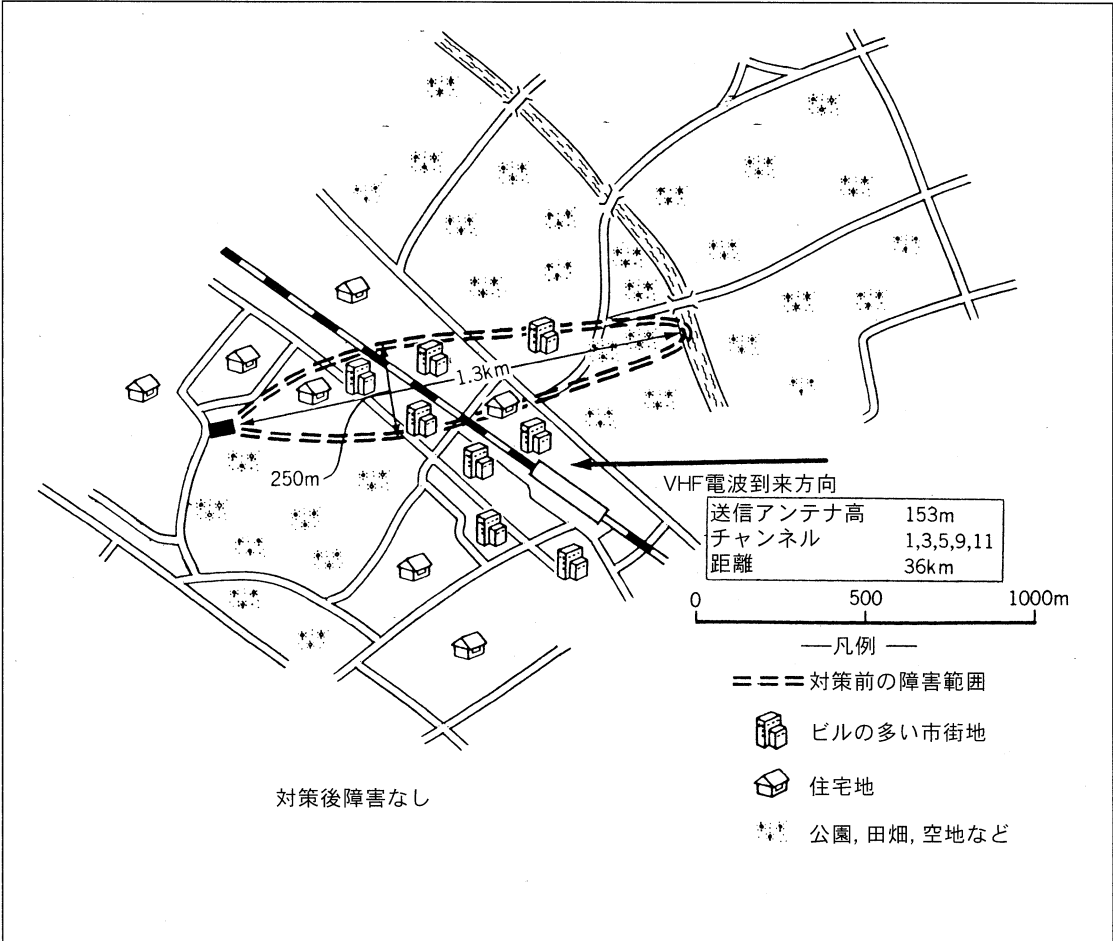 1.3km
250m
VHF電波到来方向
送信アンテナ高 153m
チャンネル 1,3,5,9,11
距離 36km
0 500 1000m
—凡例—
対策前の障害範囲
ビルの多い市街地
住宅地
公園, 田畑, 空地など
対策後障害なし